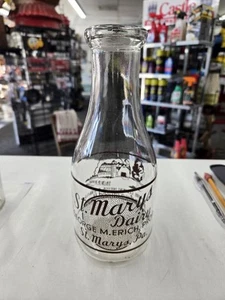 St. Marys
Dairy
GEORGE M. ERICH,
St. Marys, Pa.